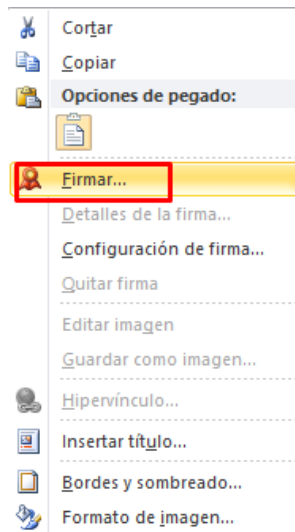 Cortar
Copiar
Opciones de pegado:
Firmar...
Detalles de la firma...
Configuración de firma...
Quitar firma
Editar imagen
Guardar como imagen...
Hipervínculo...
Insertar título...
Bordes y sombreado...
Formato de imagen...